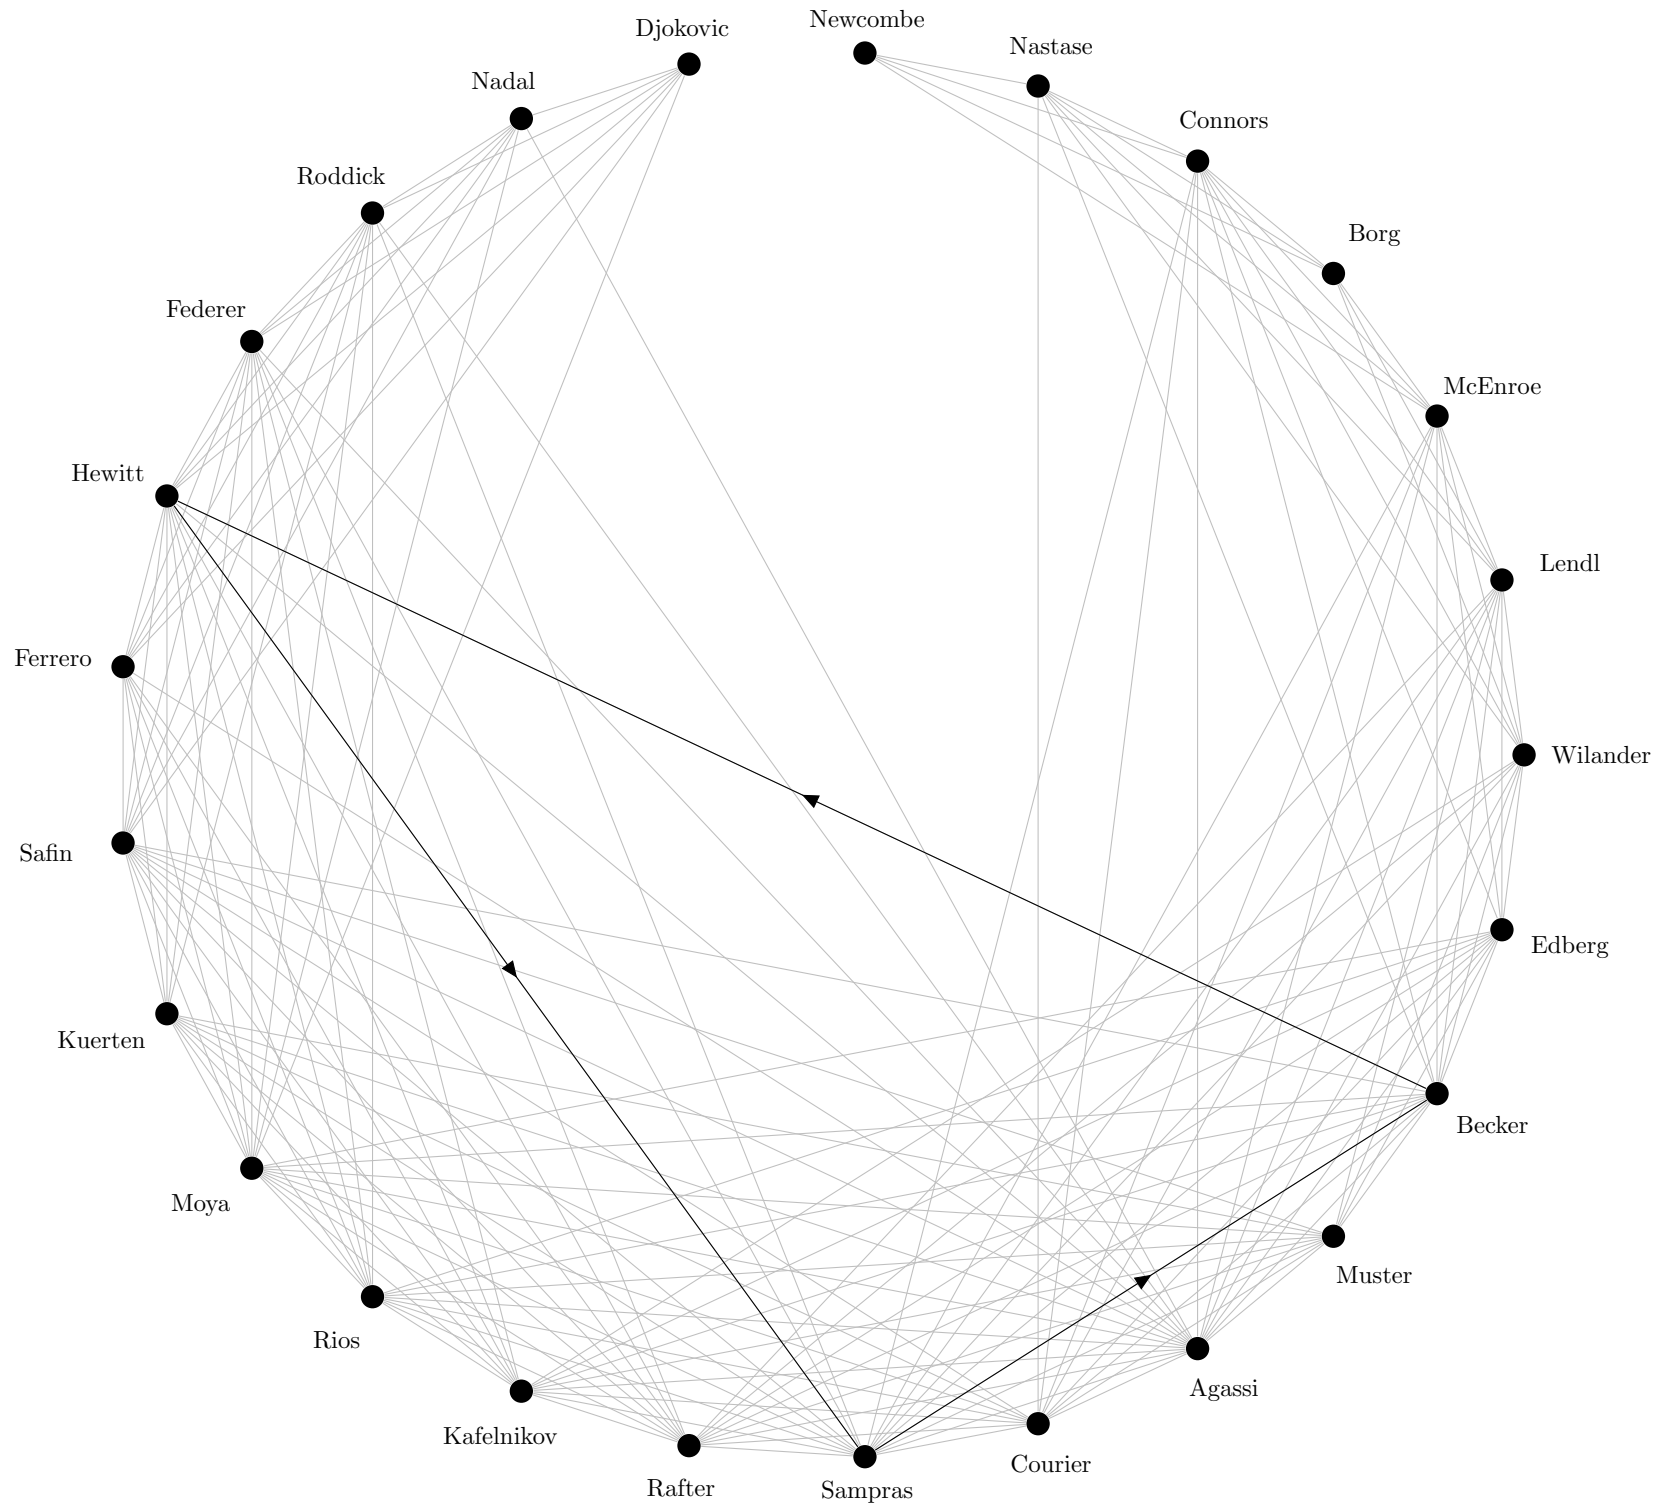 Newcombe
Djokovic
Nastase
Nadal
Connors
Roddick
Borg
Federer
McEnroe
Hewitt
Lendl
Ferrero
Wilander
Safin
Edberg
Kuerten
Becker
Moya
Muster
Rios
Agassi
Kafelnikov
Courier
Rafter
Sampras